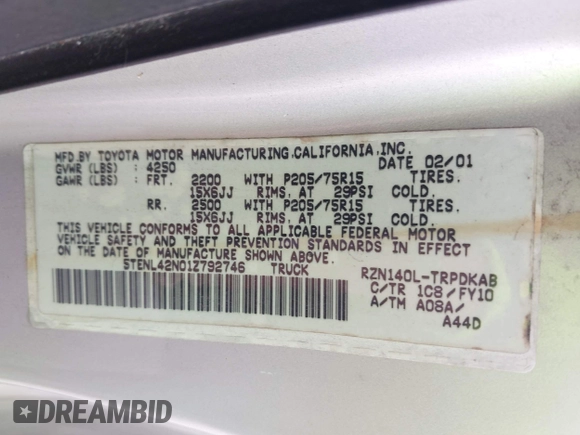 MFD.BY TOYOTA MOTOR MANUFACTURING,CALIFORNIA,INC.
GVWR (LBS) : 4250 DATE 02/01
GAWR (LBS) : FRT. 2200 WITH P205/75R15 TIRES.
15X6JJ RIMS, AT 29PSI COLD.
RR. 2500 WITH P205/75R15 TIRES.
15X6JJ RIMS, AT 29PSI COLD.
THIS VEHICLE CONFORMS TO ALL APPLICABLE FEDERAL MOTOR
VEHICLE SAFETY AND THEFT PREVENTION STANDARDS IN EFFECT
ON THE DATE OF MANUFACTURE SHOWN ABOVE.
5TENL42N01Z792746 TRUCK RZN140L-TRPDKAB
C/TR 1C8/FY10
A/TM A08A/
A44D
DREAMBID